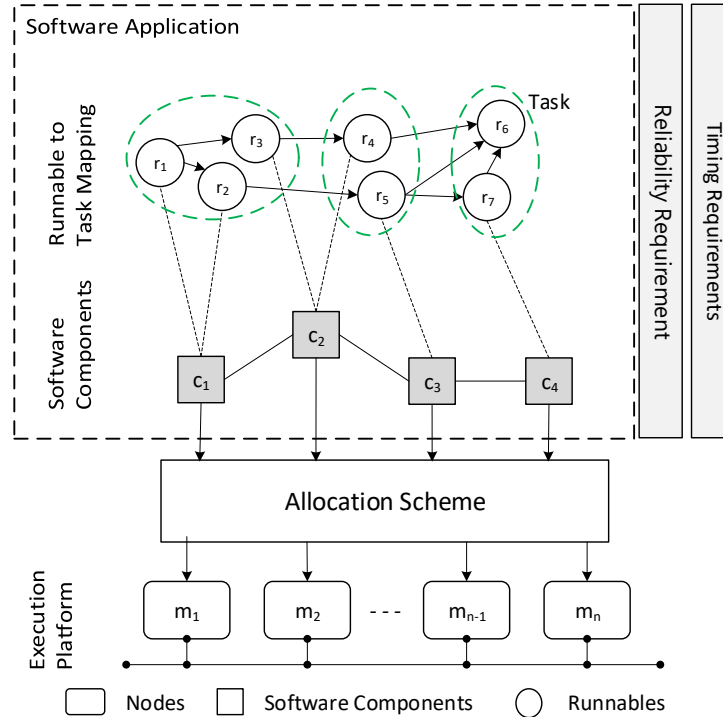 Software Application
Runnable to
Task Mapping
Task
r1
r2
r3
r4
r5
r6
r7
Software
Components
c1
c2
c3
c4
Reliability Requirement
Timing Requirements
Allocation Scheme
Execution
Platform
m1
m2
- - -
mn-1
mn
Nodes
Software Components
Runnables